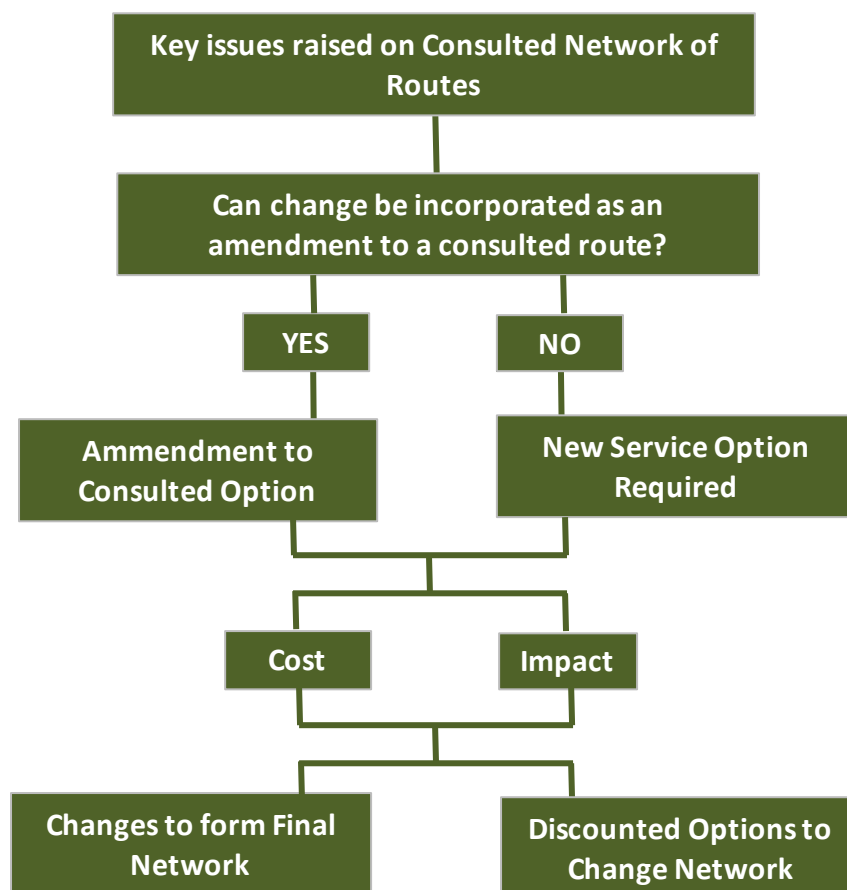 Key issues raised on Consulted Network of
Routes
Can change be incorporated as an
amendment to a consulted route?
YES
NO
Ammendment to
Consulted Option
New Service Option
Required
Cost
Impact
Changes to form Final
Network
Discounted Options to
Change Network